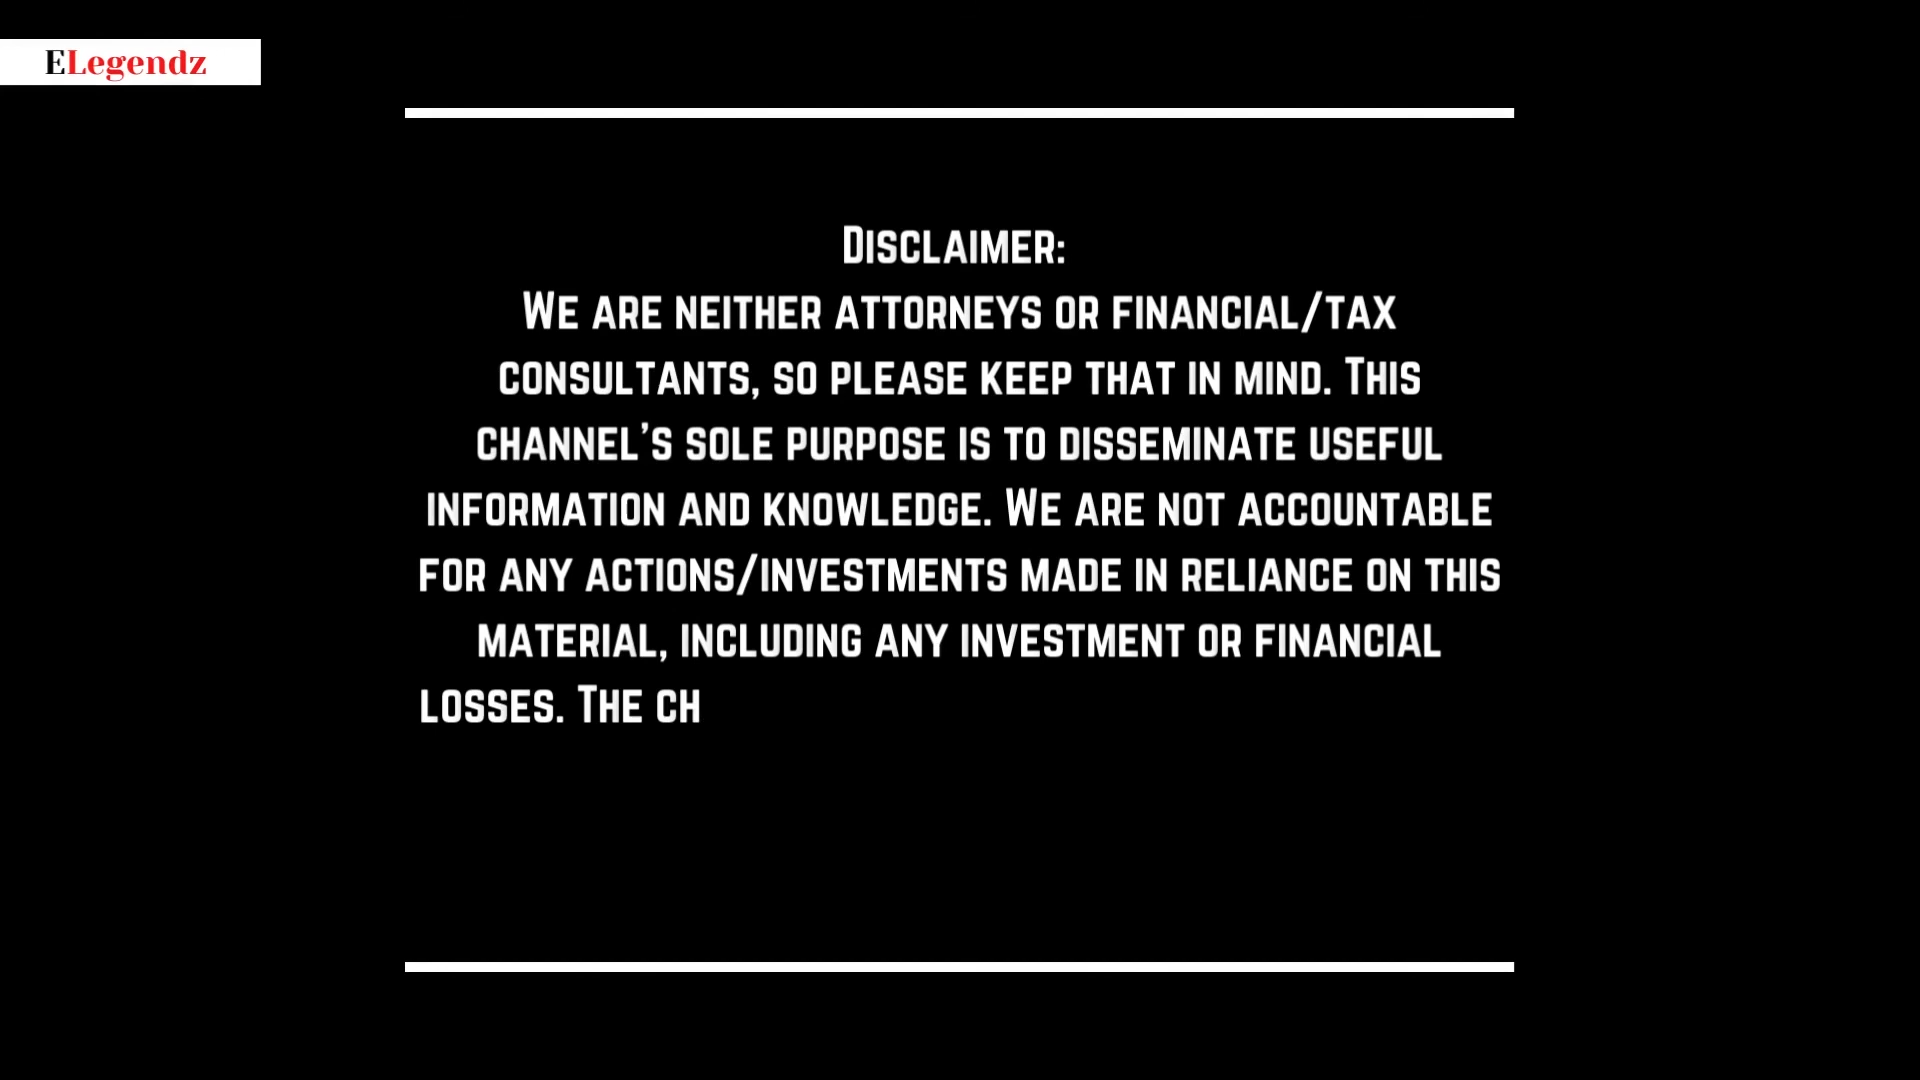 ELegendz
Disclaimer:
We are neither attorneys or financial/tax
consultants, so please keep that in mind. This
channel's sole purpose is to disseminate useful
information and knowledge. We are not accountable
for any actions/investments made in reliance on this
material, including any investment or financial
losses. The ch